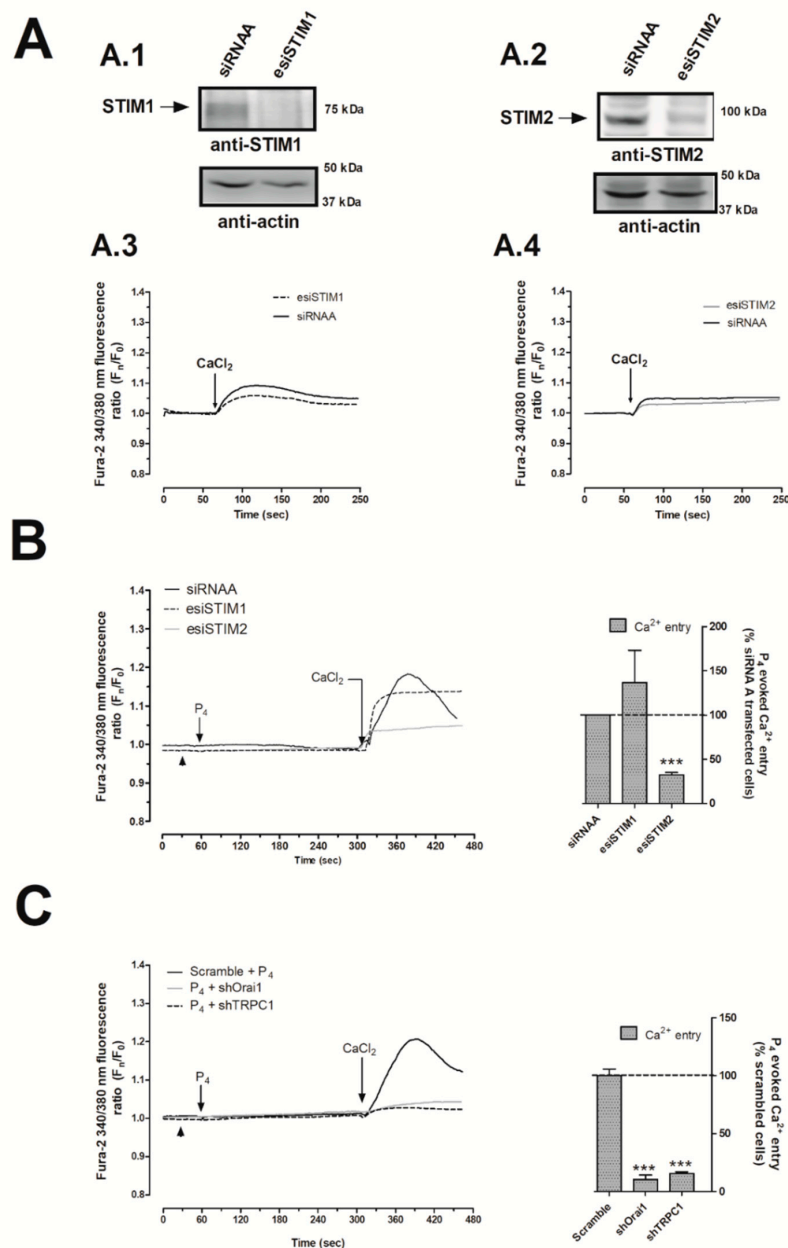 A
A.1
siRNAA
esiSTIM1
STIM1
75 kDa
anti-STIM1
50 kDa
37 kDa
anti-actin
A.2
siRNAA
esiSTIM2
STIM2
100 kDa
anti-STIM2
50 kDa
37 kDa
anti-actin
A.3
Fura-2 340/380 nm fluorescence
ratio (Fn/F0)
1.4
1.3
1.2
1.1
1.0
0.9
0.8
esiSTIM1
siRNAA
CaCl2
0 50 100 150 200 250
Time (sec)
A.4
Fura-2 340/380 nm fluorescence
ratio (Fn/F0)
1.4
1.3
1.2
1.1
1.0
0.9
0.8
esiSTIM2
siRNAA
CaCl2
0 50 100 150 200 250
Time (sec)
B
Fura-2 340/380 nm fluorescence
ratio (Fn/F0)
1.4
1.3
1.2
1.1
1.0
0.9
0.8
siRNAA
esiSTIM1
esiSTIM2
P4
CaCl2
0 60 120 180 240 300 360 420 480
Time (sec)
Ca2+ entry
***
siRNAA
esiSTIM1
esiSTIM2
200
150
100
50
0
P4 evoked Ca2+ entry
(% siRNA A transfected cells)
C
Fura-2 340/380 nm fluorescence
ratio (Fn/F0)
1.4
1.3
1.2
1.1
1.0
0.9
0.8
Scramble + P4
P4 + shOrai1
P4 + shTRPC1
P4
CaCl2
0 60 120 180 240 300 360 420 480
Time (sec)
Ca2+ entry
***
***
Scramble
shOrai1
shTRPC1
150
100
50
0
P4 evoked Ca2+ entry
(% scrambled cells)